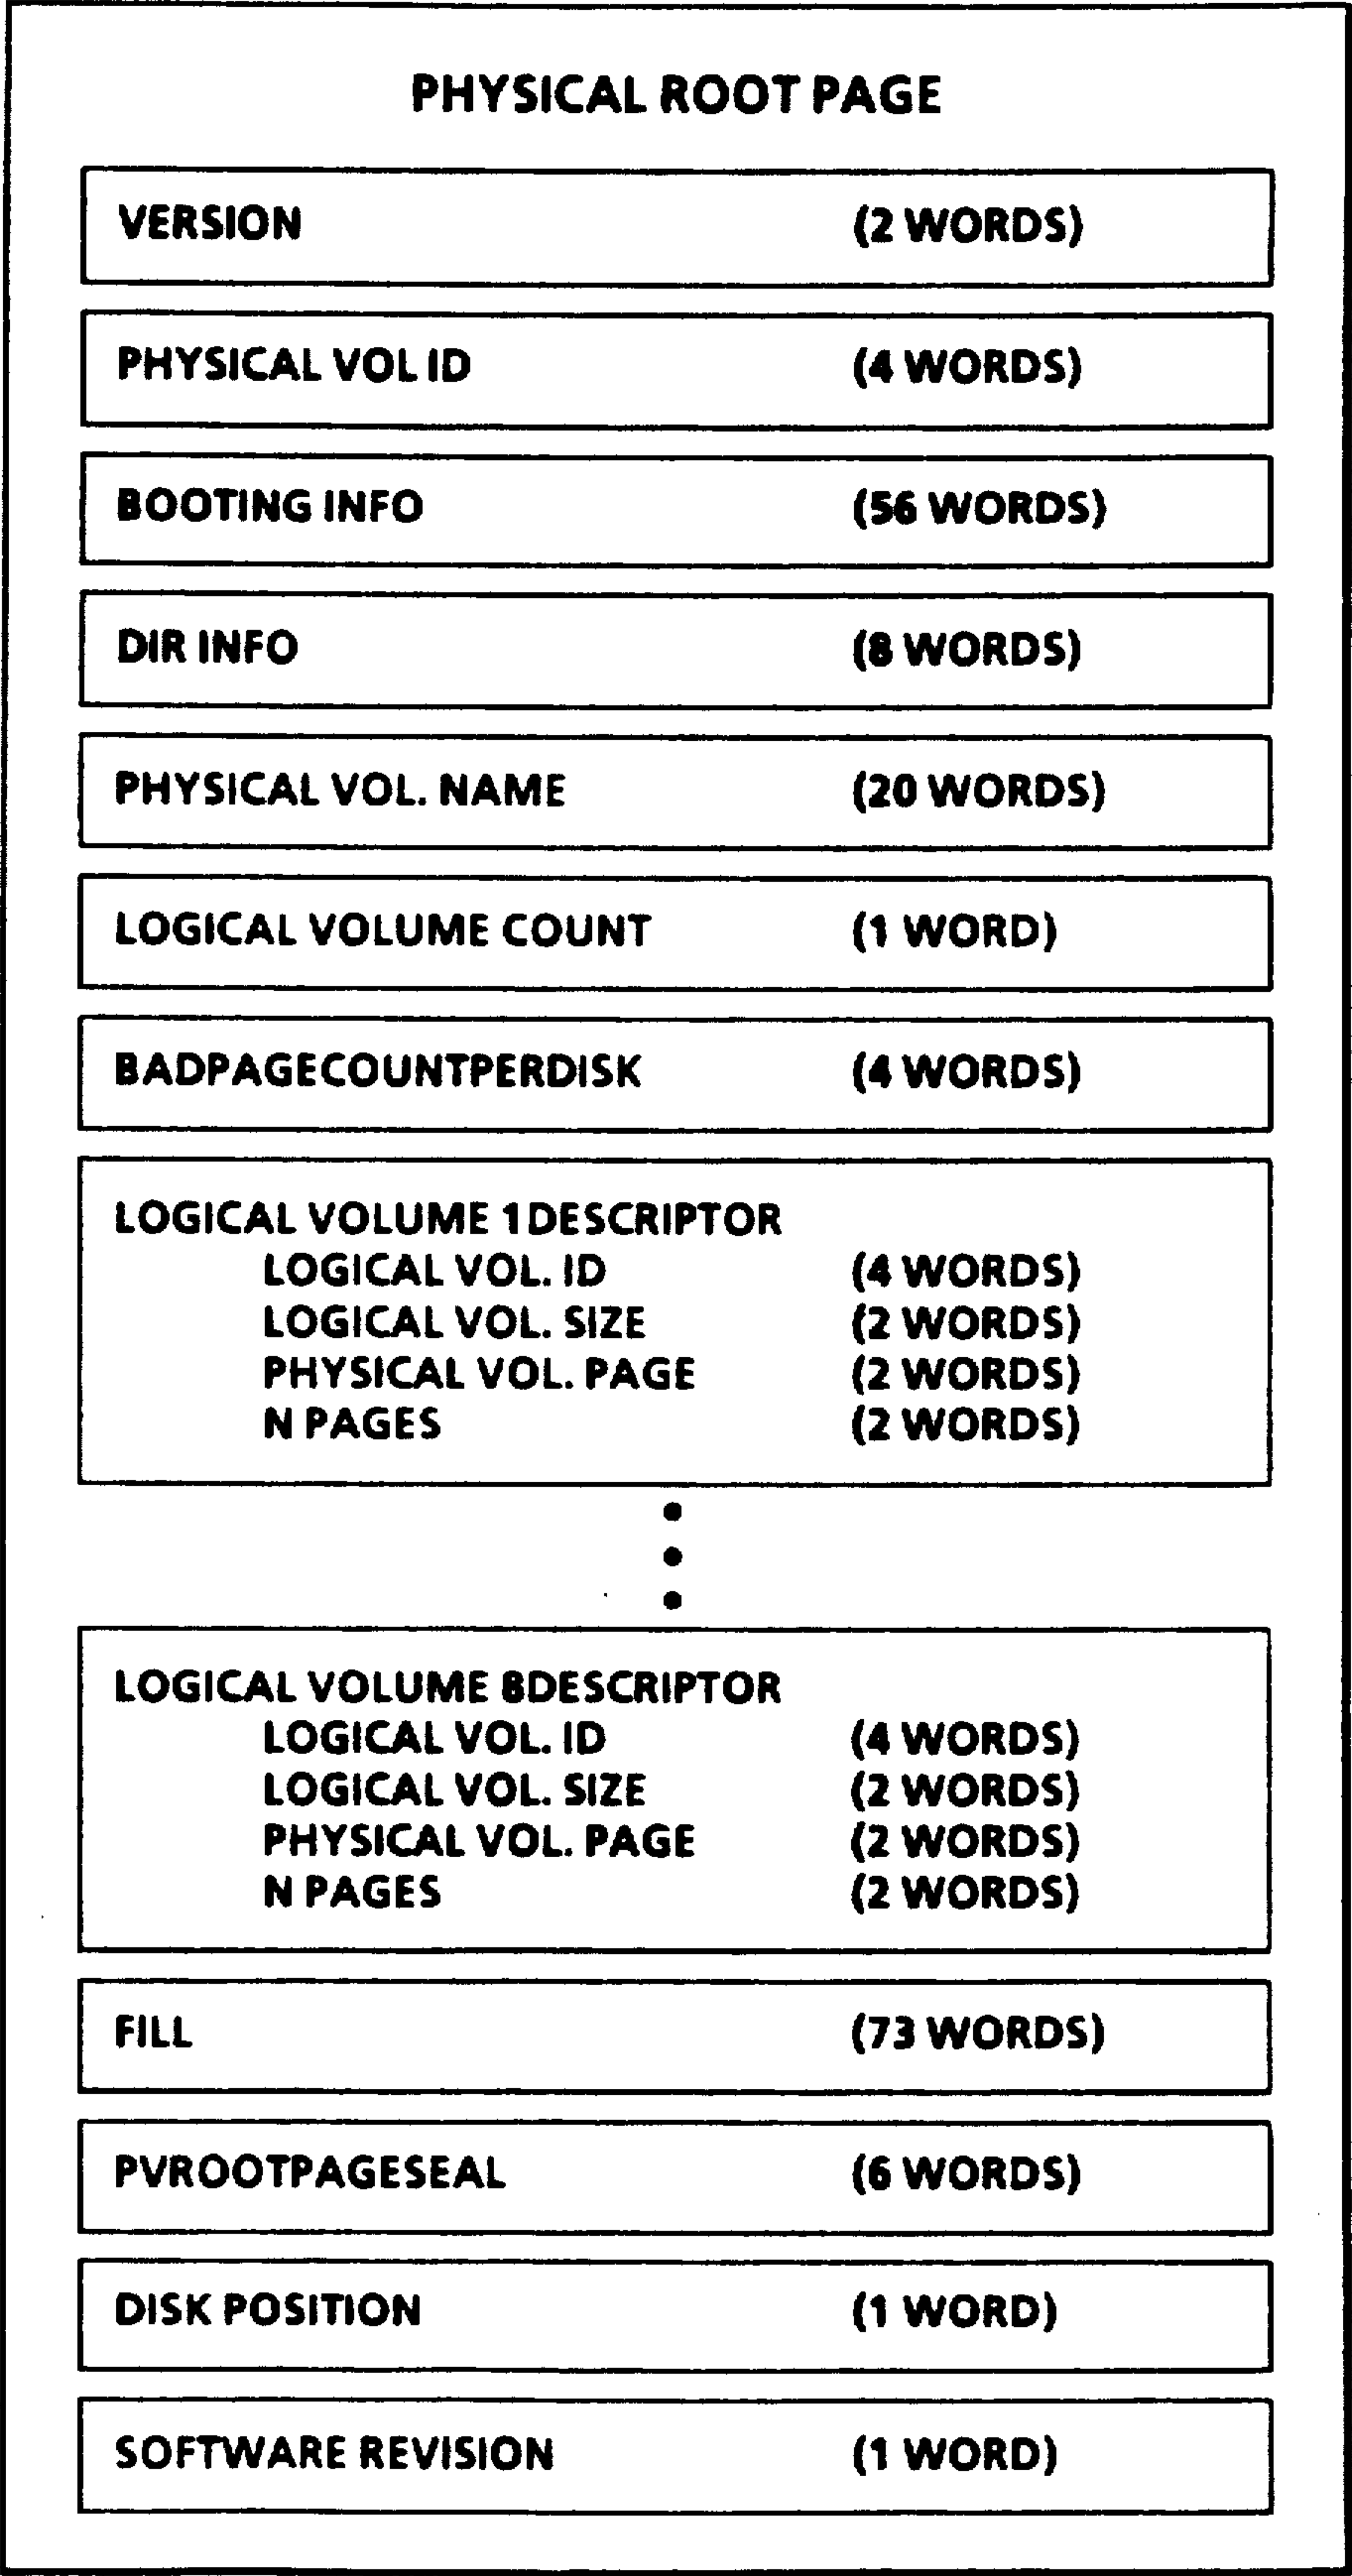 PHYSICAL ROOT PAGE
VERSION (2 WORDS)
PHYSICAL VOL ID (4 WORDS)
BOOTING INFO (56 WORDS)
DIR INFO (8 WORDS)
PHYSICAL VOL. NAME (20 WORDS)
LOGICAL VOLUME COUNT (1 WORD)
BADPAGECOUNTPERDISK (4 WORDS)
LOGICAL VOLUME 1 DESCRIPTOR
LOGICAL VOL. ID (4 WORDS)
LOGICAL VOL. SIZE (2 WORDS)
PHYSICAL VOL. PAGE (2 WORDS)
N PAGES (2 WORDS)
LOGICAL VOLUME 8DESCRIPTOR
LOGICAL VOL. ID (4 WORDS)
LOGICAL VOL. SIZE (2 WORDS)
PHYSICAL VOL. PAGE (2 WORDS)
N PAGES (2 WORDS)
FILL (73 WORDS)
PVROOTPAGESEAL (6 WORDS)
DISK POSITION (1 WORD)
SOFTWARE REVISION (1 WORD)